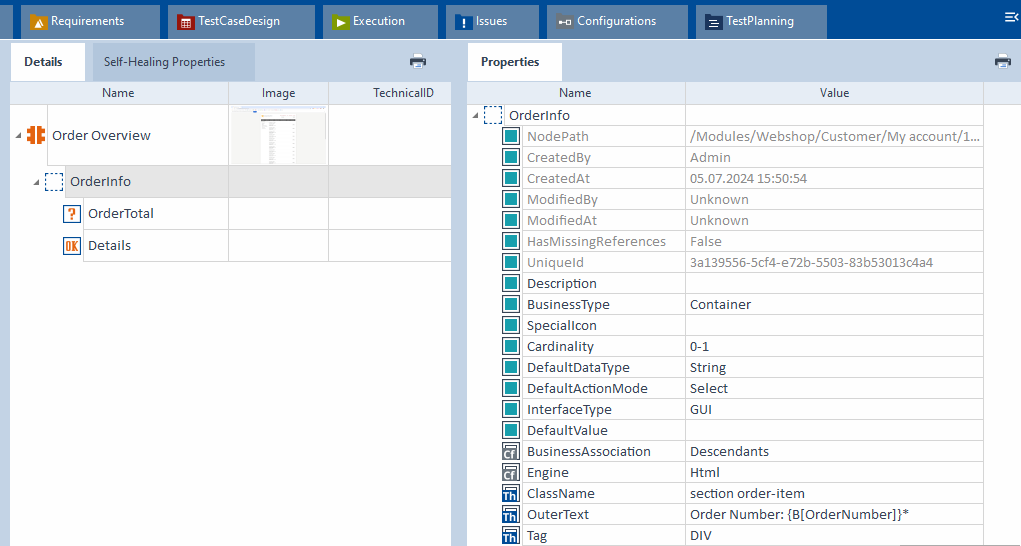 Requirements TestCaseDesign Execution Issues Configurations TestPlanning
Details Self-Healing Properties
Name Image TechnicalID
Order Overview
OrderInfo
OrderTotal
Details
Properties
Name Value
OrderInfo
NodePath /Modules/Webshop/Customer/My account/1...
CreatedBy Admin
CreatedAt 05.07.2024 15:50:54
ModifiedBy Unknown
ModifiedAt Unknown
HasMissingReferences False
UniqueId 3a139556-5cf4-e72b-5503-83b53013c4a4
Description
BusinessType Container
SpecialIcon
Cardinality 0-1
DefaultDataType String
DefaultActionMode Select
InterfaceType GUI
DefaultValue
BusinessAssociation Descendants
Engine Html
ClassName section order-item
OuterText Order Number: {B[OrderNumber]}*
Tag DIV